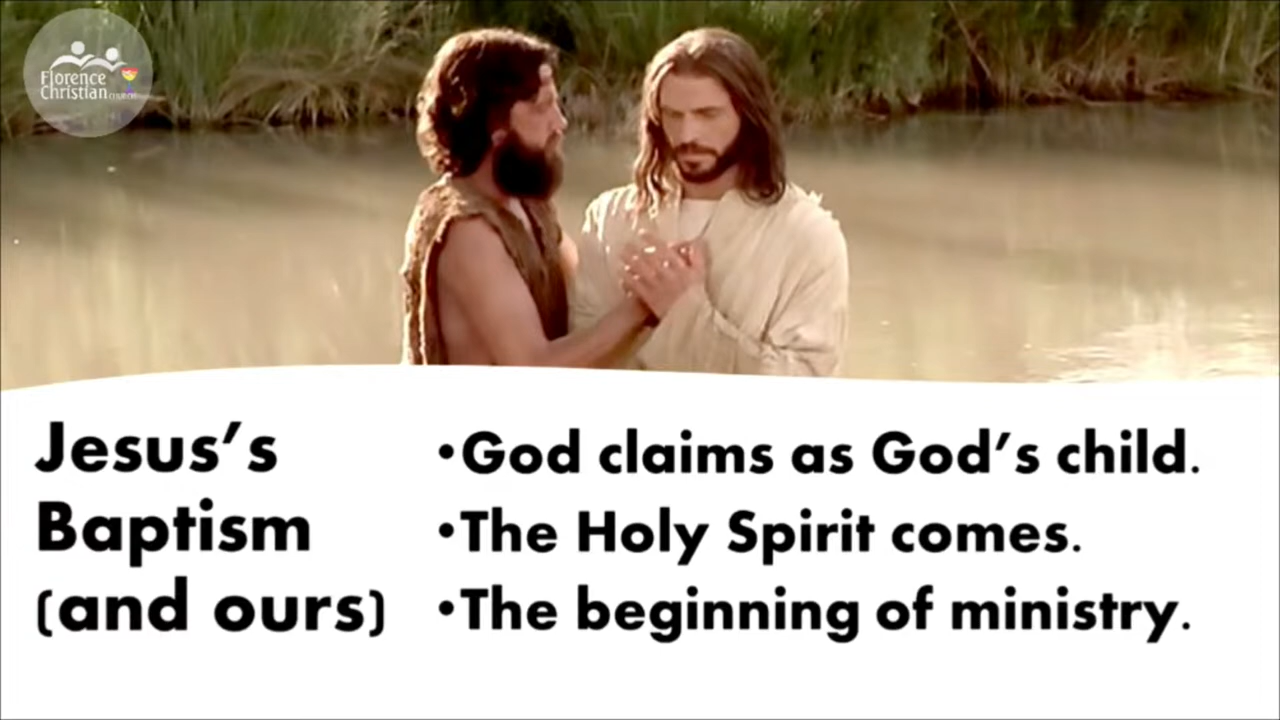 Florence
Christian CHURCH
Jesus’s
Baptism
(and ours)
•God claims as God’s child.
•The Holy Spirit comes.
•The beginning of ministry.